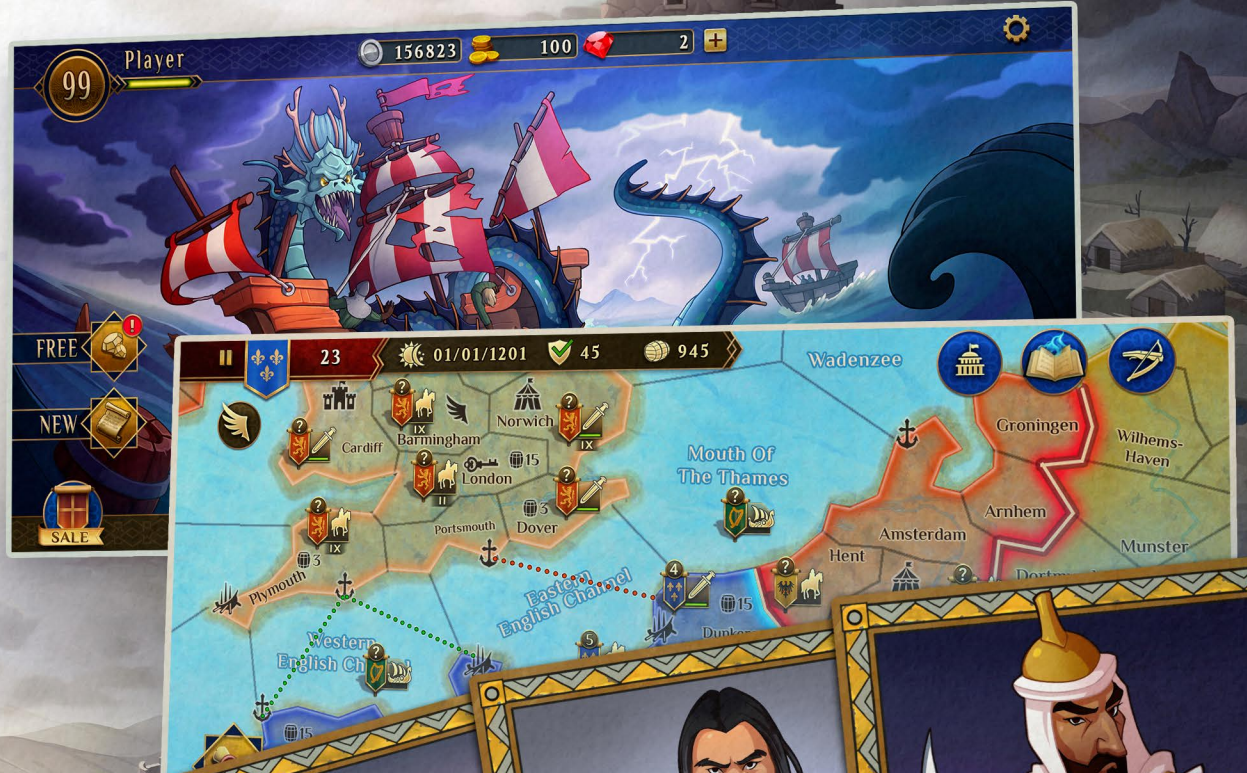 99
Player
156823
100
2
+
FREE
!
NEW
SALE
23
01/01/1201
45
945
Wadenzee
?
?
IX
Norwich
?
IX
Groningen
?
Cardiff
Barmingham
Wilhems-
Haven
?
London
15
II
Mouth Of
The Thames
?
?
IX
3
Portsmouth
3
Dover
?
Arnhem
Amsterdam
Hent
Munster
3
Plymouth
Eastern
English Channel
4
15
?
?
Western
?
5
15